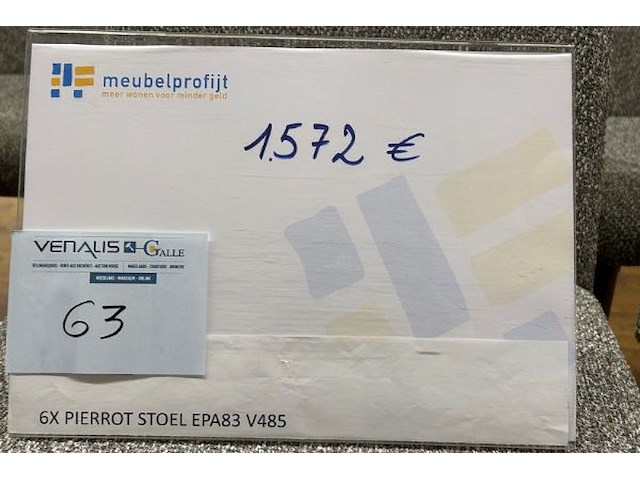 meubelprofijt
meer wonen voor minder geld
1.572 €
VENALIS GALLE
63
6X PIERROT STOEL EPA83 V485